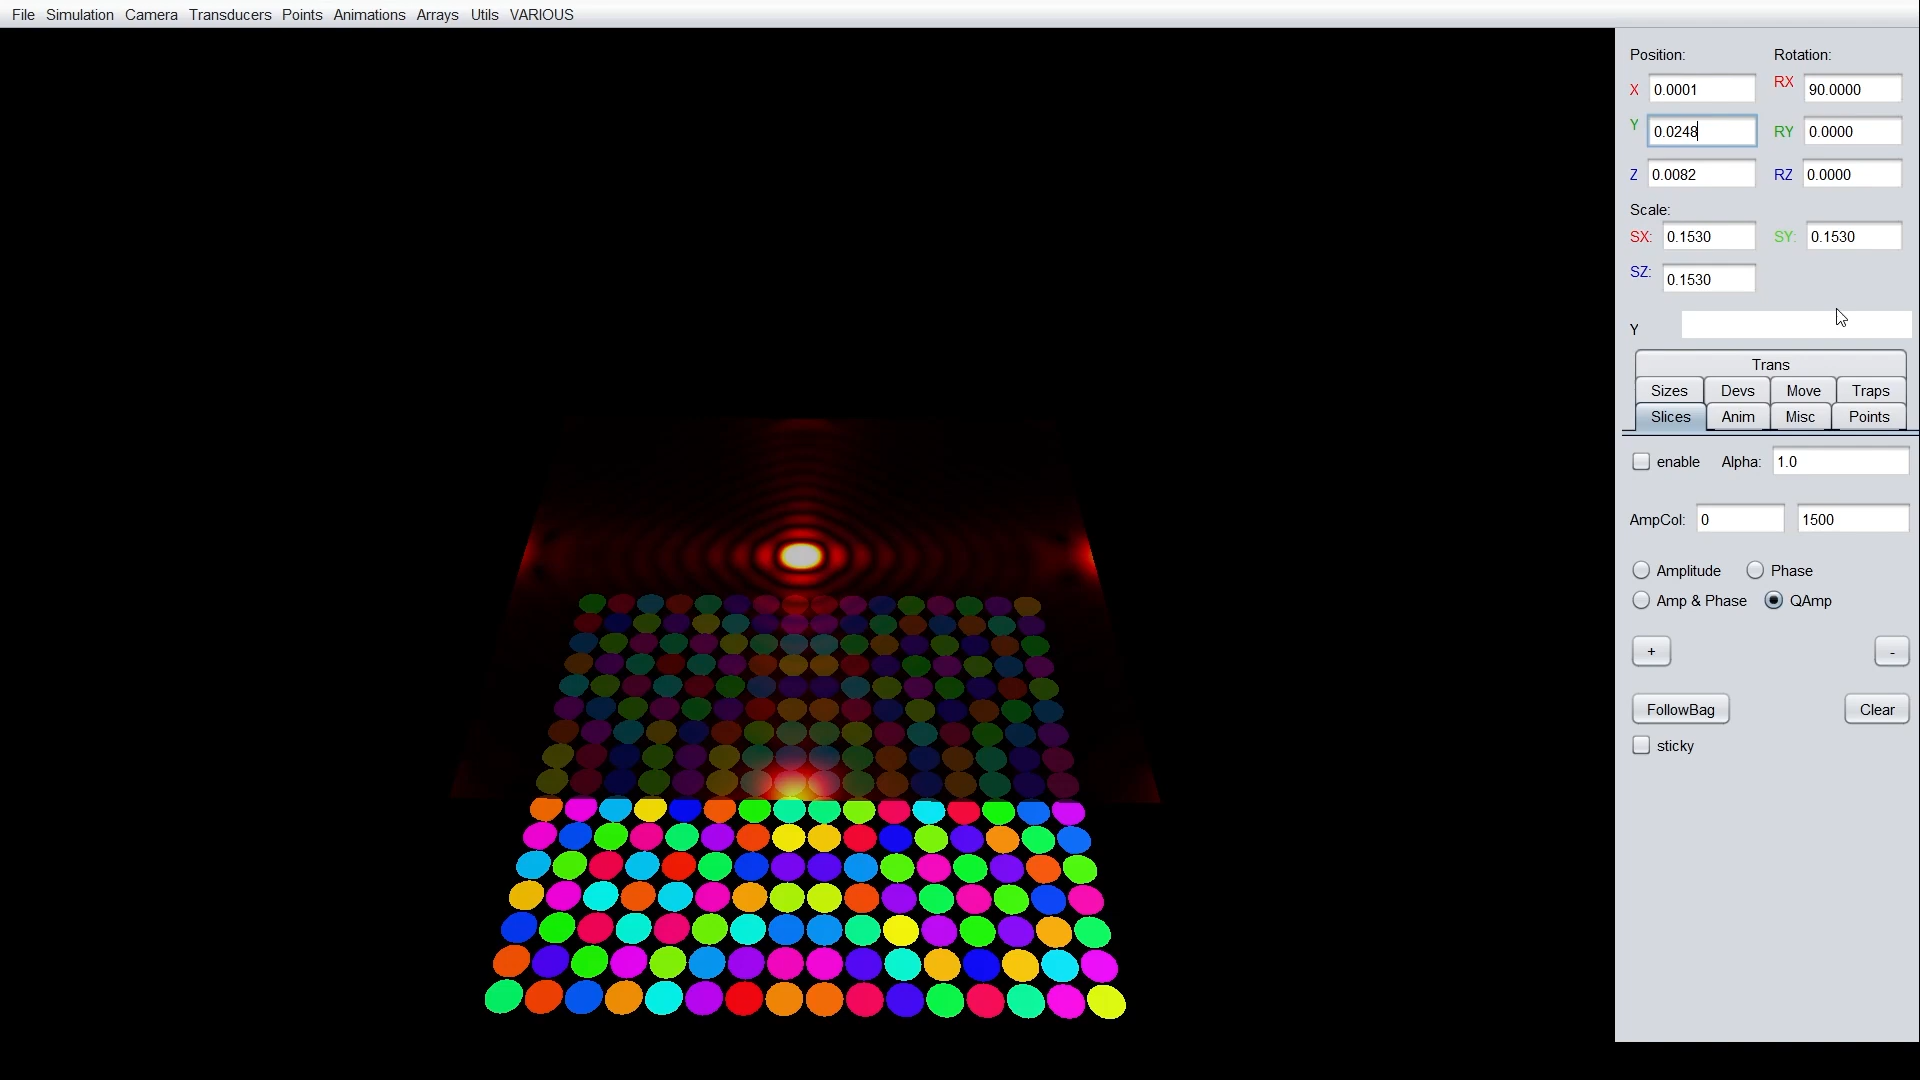 File Simulation Camera Transducers Points Animations Arrays Utils VARIOUS
Position: Rotation:
X 0.0001 RX 90.0000
Y 0.0248 RY 0.0000
Z 0.0082 RZ 0.0000
Scale:
SX: 0.1530 SY: 0.1530
SZ: 0.1530
Y
Trans
Sizes Devs Move Traps
Slices Anim Misc Points
enable Alpha: 1.0
AmpCol: 0 1500
Amplitude Phase
Amp & Phase QAmp
+ -
FollowBag Clear
sticky